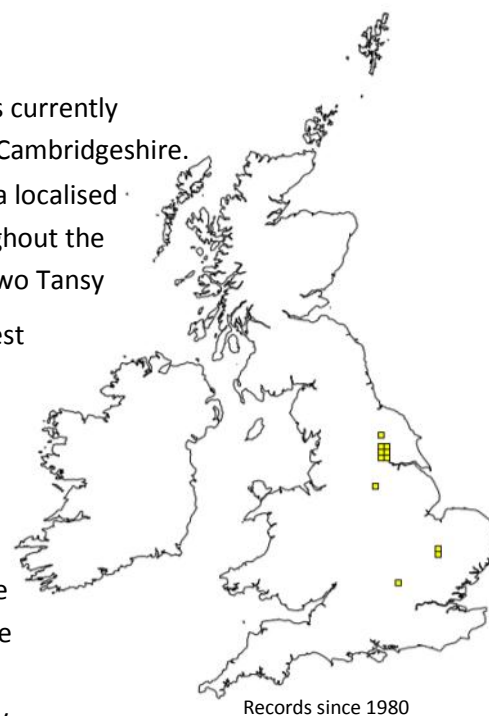 s currently
Cambridgeshire.
a localised
ghout the
wo Tansy
est
e
e
Records since 1980